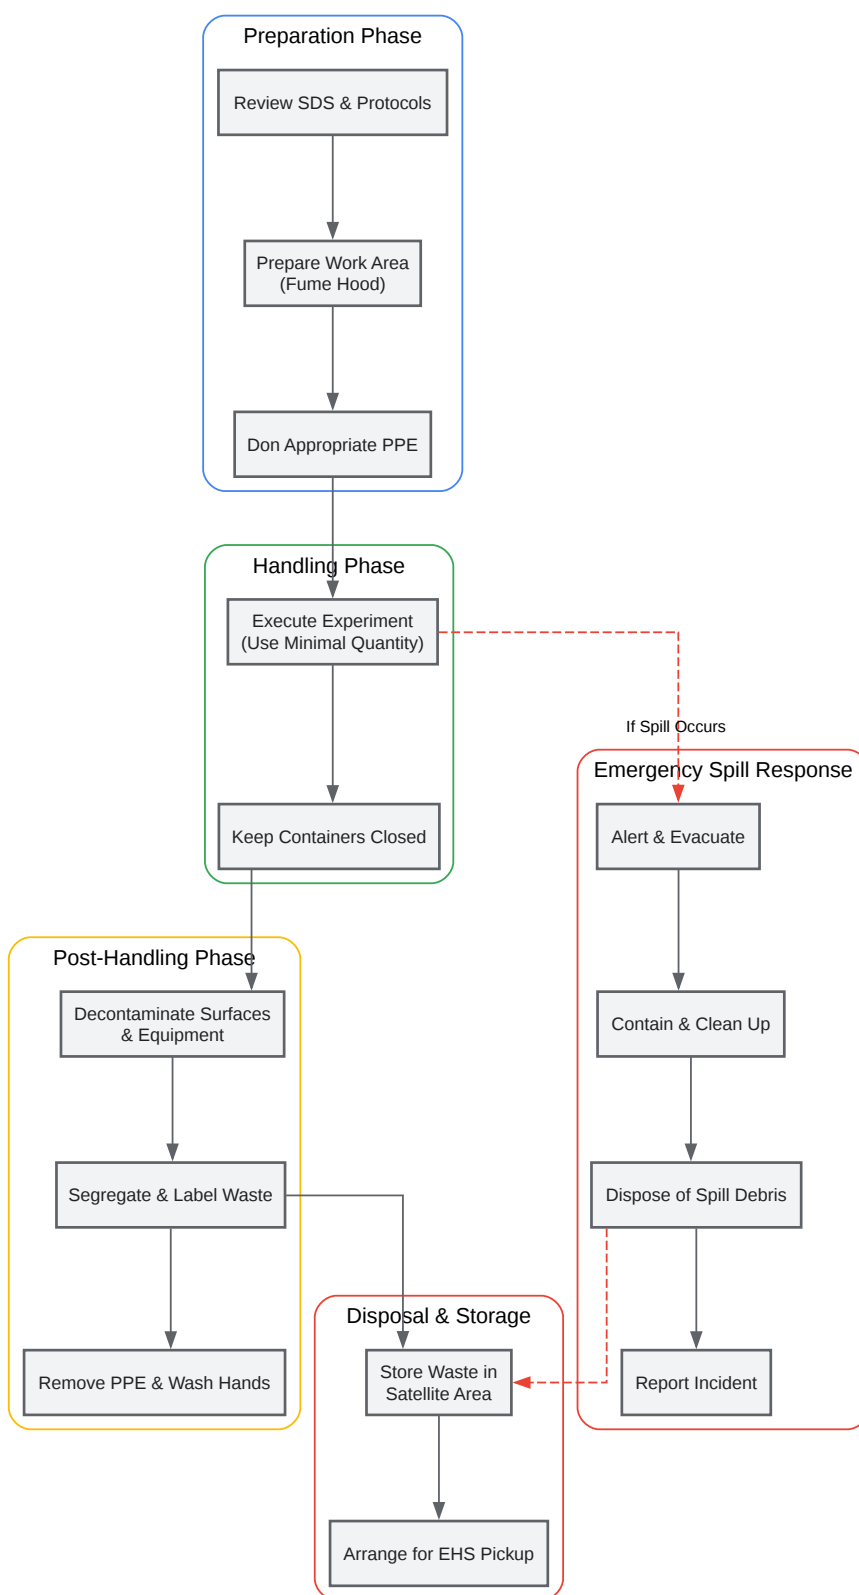 Preparation Phase
Review SDS & Protocols
Prepare Work Area
(Fume Hood)
Don Appropriate PPE
Handling Phase
Execute Experiment
(Use Minimal Quantity)
If Spill Occurs
Emergency Spill Response
Keep Containers Closed
Alert & Evacuate
Post-Handling Phase
Decontaminate Surfaces
& Equipment
Contain & Clean Up
Segregate & Label Waste
Dispose of Spill Debris
Disposal & Storage
Remove PPE & Wash Hands
Store Waste in
Satellite Area
Report Incident
Arrange for EHS Pickup